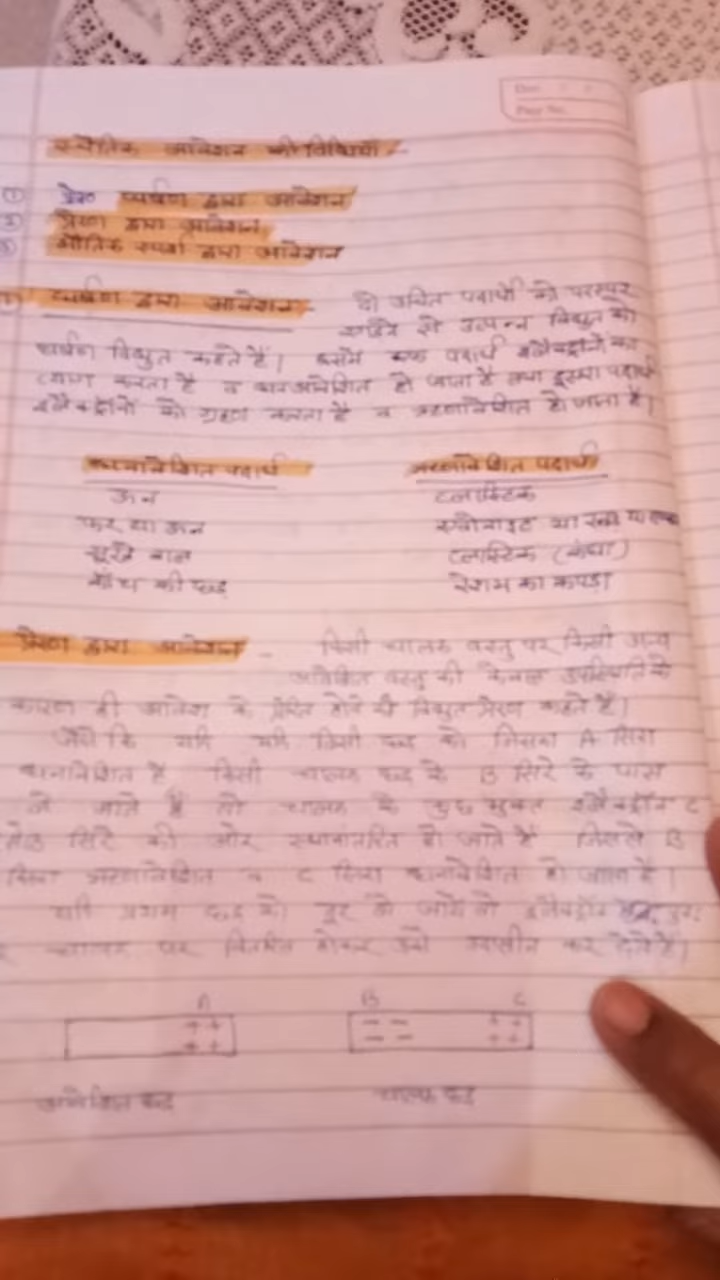 स्थैतिक आवेशन की विधियाँ :-
① प्रेरण घर्षण द्वारा आवेशन
② प्रेरण द्वारा आवेशन
③ भौतिक स्पर्श द्वारा आवेशन
घर्षण द्वारा आवेशन - दो उचित पदार्थों को परस्पर
रगड़ने से उत्पन्न विद्युत को
घर्षण विद्युत कहते हैं। इसमें एक पदार्थ इलैक्ट्रोनों का
त्याग करता है व धनआवेशित हो जाता है तथा दूसरा पदार्थ
इलैक्ट्रोनों को ग्रहण करता है व ऋणावेशित हो जाता है।
धनावेशित पदार्थ ऋणावेशित पदार्थ
ऊन प्लास्टिक
फर या ऊन एबोनाइट या रबर
सूखे बाल प्लास्टिक (कंघा)
काँच की छड़ रेशम का कपड़ा
प्रेरण द्वारा आवेशन - किसी चालक वस्तु पर किसी अन्य
आवेशित वस्तु की केवल उपस्थिति के
कारण ही आवेश के प्रेरित होने को विद्युत प्रेरण कहते हैं।
जैसे कि यदि यदि किसी छड़ को जिसका A सिरा
धनावेशित है किसी चालक छड़ के B सिरे के पास
ले जाते हैं तो चालक के कुछ मुक्त इलैक्ट्रॉन C
से B सिरे की ओर स्थानांतरित हो जाते हैं जिससे B
सिरा ऋणावेशित व C सिरा धनावेशित हो जाता है।
यदि प्रथम छड़ को दूर ले जायें तो इलैक्ट्रॉन
चालक पर वितरित होकर उसे उदासीन कर देते हैं।
A B C
+ + - - + +
+ + - - + +
आवेशित छड़ चालक छड़